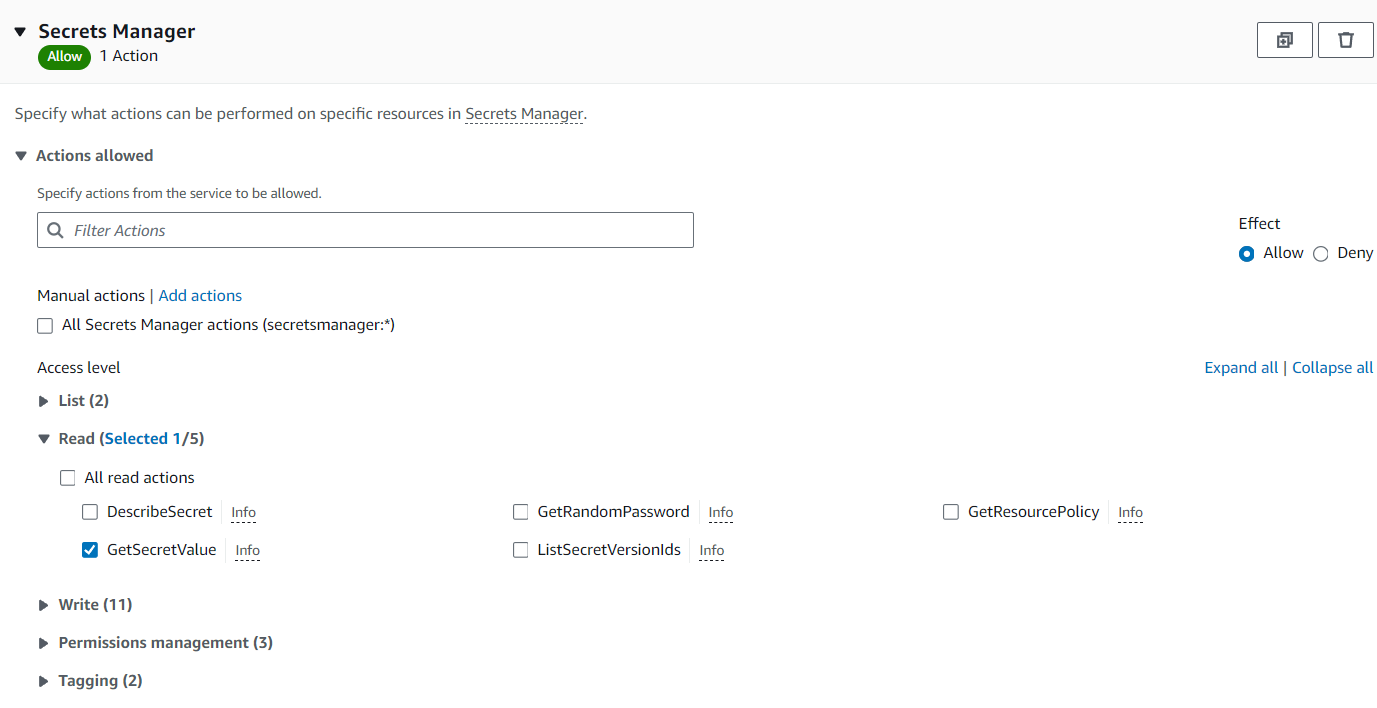 Secrets Manager
Allow 1 Action
Specify what actions can be performed on specific resources in Secrets Manager.
Actions allowed
Specify actions from the service to be allowed.
Filter Actions
Effect
Allow Deny
Manual actions | Add actions
All Secrets Manager actions (secretsmanager:*)
Access level Expand all | Collapse all
List (2)
Read (Selected 1/5)
All read actions
DescribeSecret Info GetRandomPassword Info GetResourcePolicy Info
GetSecretValue Info ListSecretVersionIds Info
Write (11)
Permissions management (3)
Tagging (2)